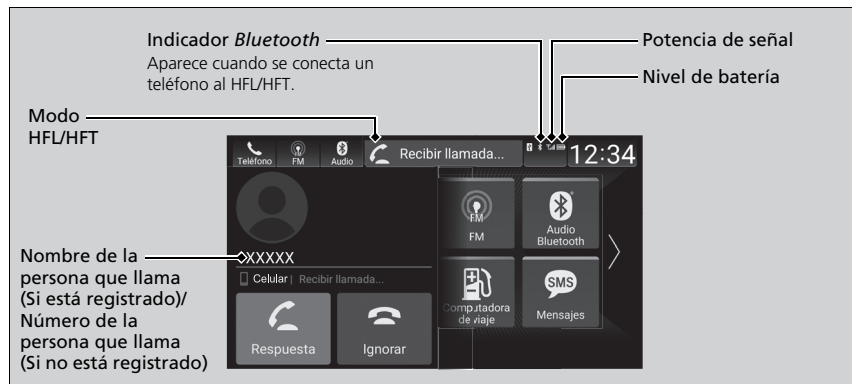 Indicador Bluetooth
Aparece cuando se conecta un
teléfono al HFL/HFT.
Potencia de señal
Nivel de batería
Modo
HFL/HFT
Teléfono
FM
Audio
Recibir llamada...
12:34
FM
FM
Audio
Bluetooth
Nombre de la
persona que llama
(Si está registrado)/
Número de la
persona que llama
(Si no está registrado)
XXXXX
Celular | Recibir llamada...
Respuesta
Ignorar
Computadora
de viaje
SMS
Mensajes